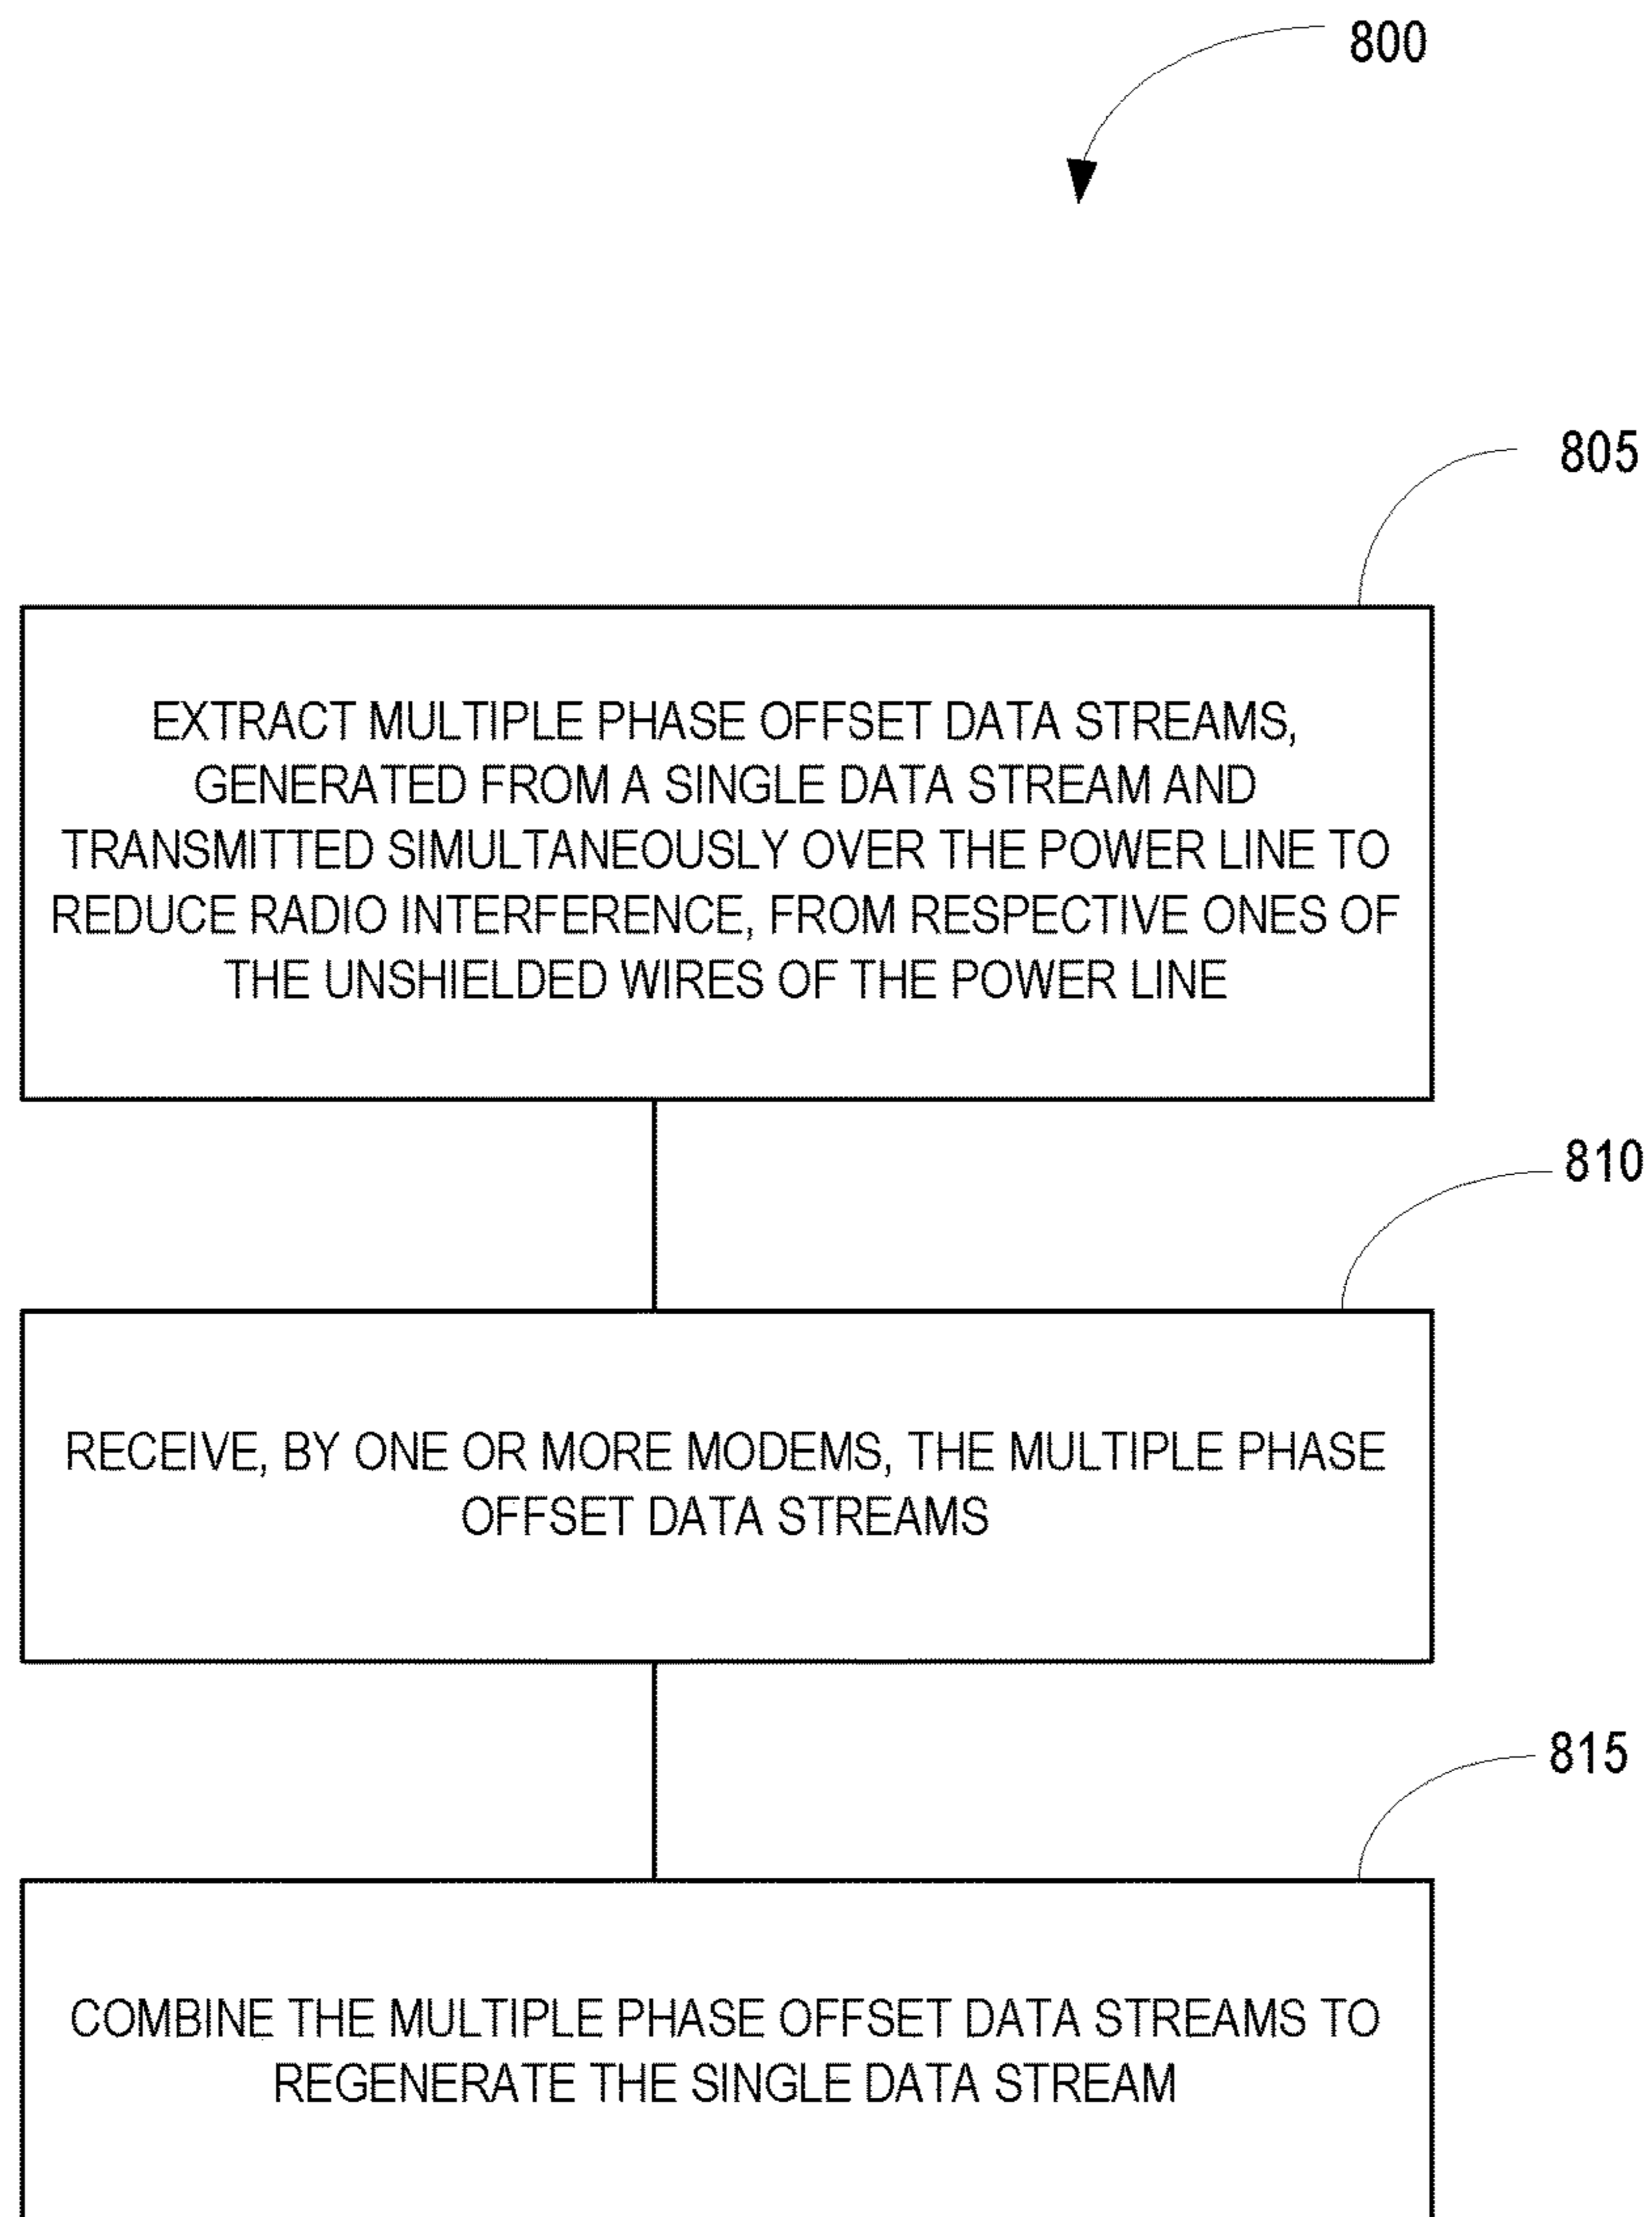 800
805
EXTRACT MULTIPLE PHASE OFFSET DATA STREAMS,
GENERATED FROM A SINGLE DATA STREAM AND
TRANSMITTED SIMULTANEOUSLY OVER THE POWER LINE TO
REDUCE RADIO INTERFERENCE, FROM RESPECTIVE ONES OF
THE UNSHIELDED WIRES OF THE POWER LINE
810
RECEIVE, BY ONE OR MORE MODEMS, THE MULTIPLE PHASE
OFFSET DATA STREAMS
815
COMBINE THE MULTIPLE PHASE OFFSET DATA STREAMS TO
REGENERATE THE SINGLE DATA STREAM